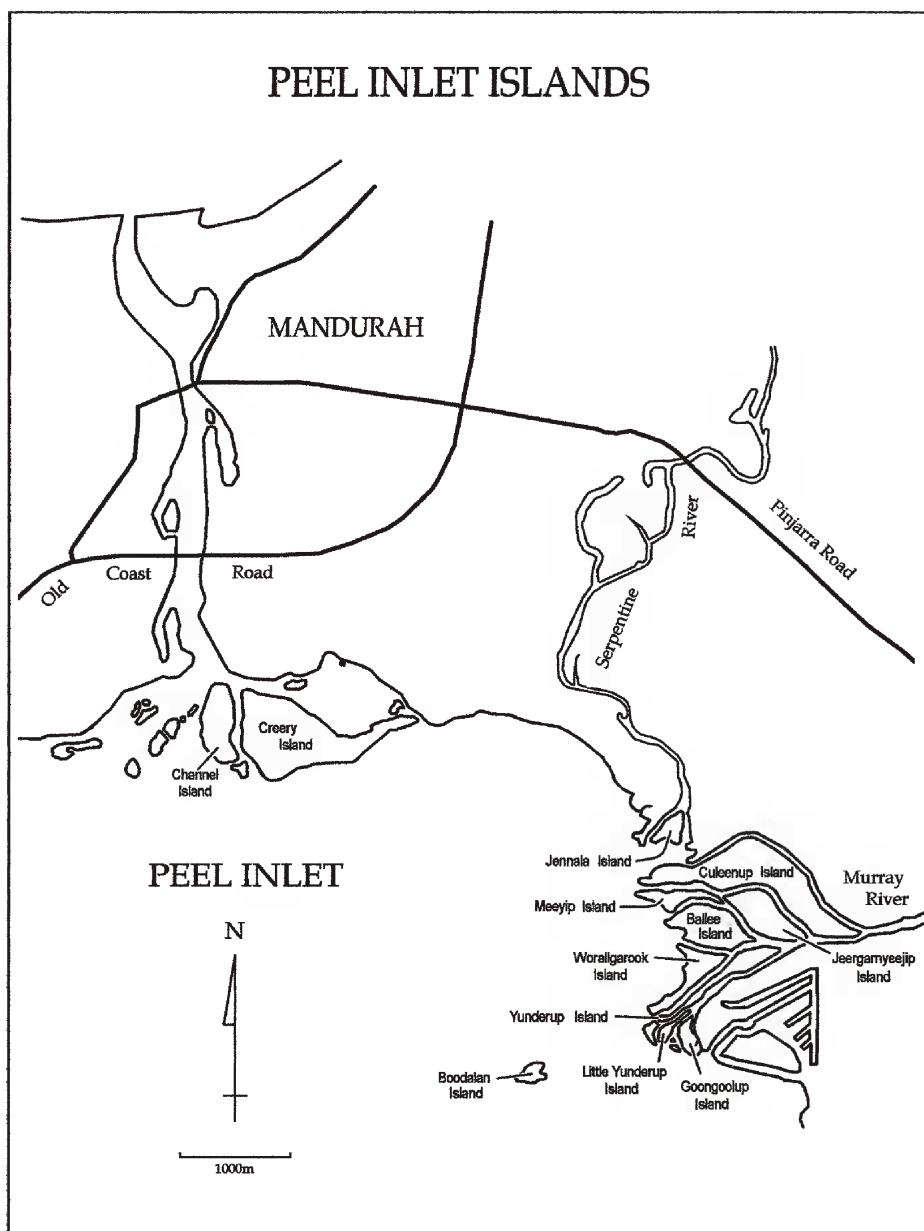 PEEL INLET ISLANDS
MANDURAH
Pinjarra Road
River
Serpentine
Old
Coast
Road
Creery
Island
Channel
Island
PEEL INLET
N
Jennala Island
Culeenup Island
Murray
River
Meeyip Island
Ballee
Island
Jeergamyeejip
Island
Worallgarook
Island
Yunderup Island
Little Yunderup
Island
Goongoolup
Island
Boodalan
Island
1000m